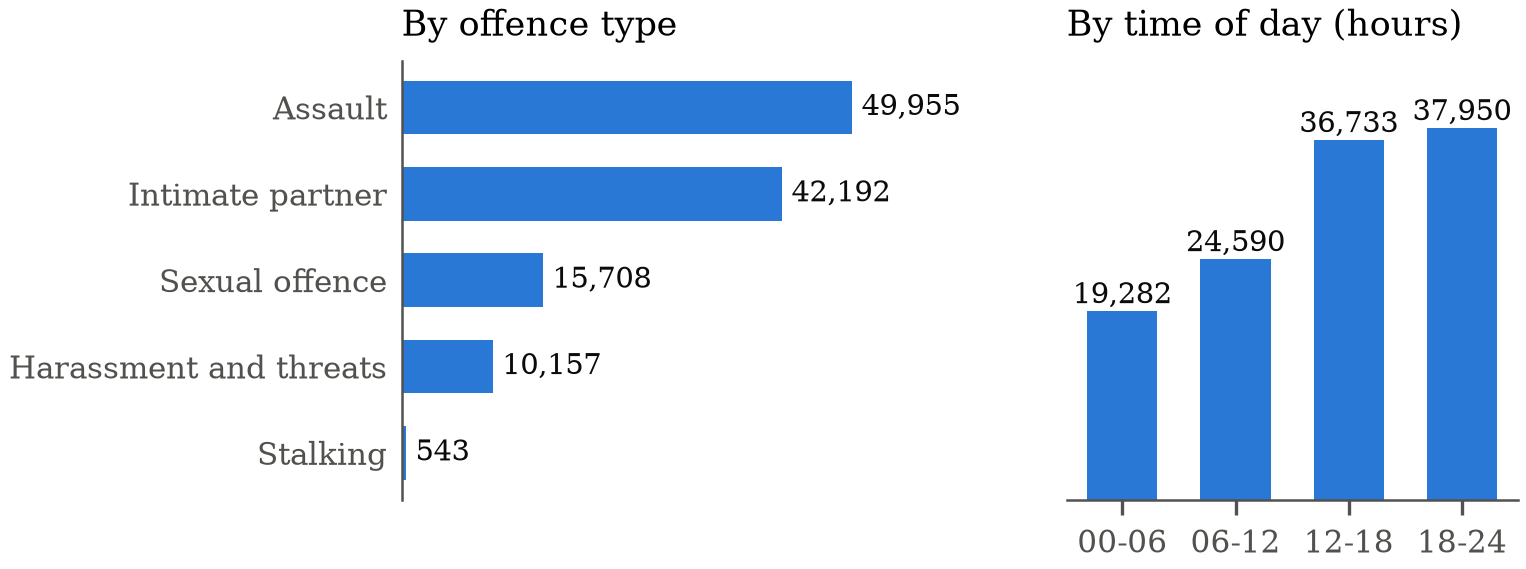 By offence type
Assault
49,955
Intimate partner
42,192
Sexual offence
15,708
Harassment and threats
10,157
Stalking
543
By time of day (hours)
19,282
24,590
36,733
37,950
00-06
06-12
12-18
18-24